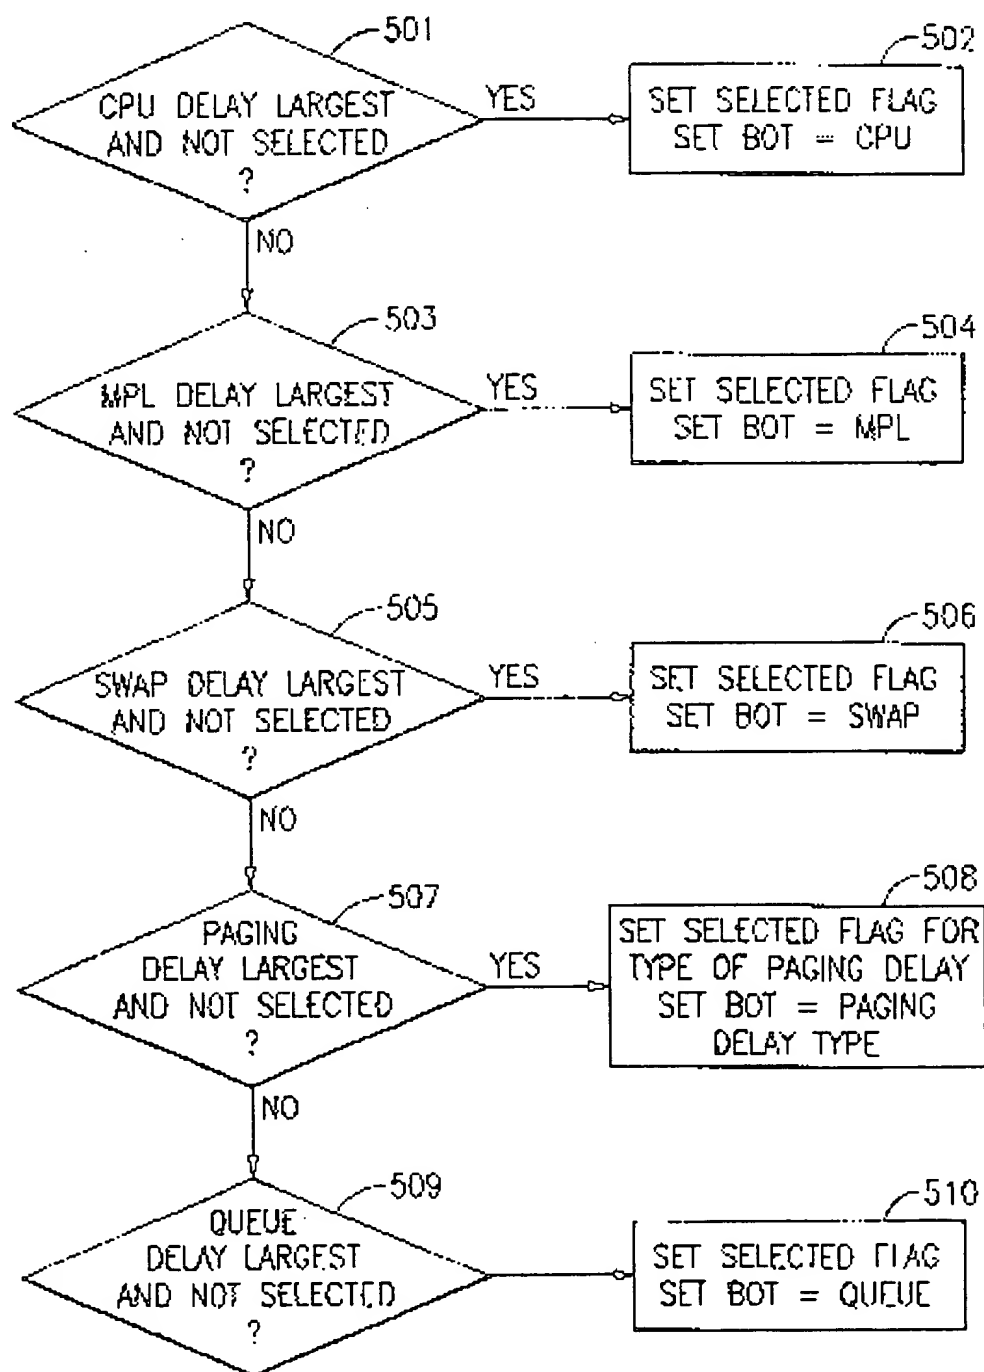 501
CPU DELAY LARGEST
AND NOT SELECTED
?
YES
502
SET SELECTED FLAG
SET BOT = CPU
NO
503
MPL DELAY LARGEST
AND NOT SELECTED
?
YES
504
SET SELECTED FLAG
SET BOT = MPL
NO
505
SWAP DELAY LARGEST
AND NOT SELECTED
?
YES
506
SET SELECTED FLAG
SET BOT = SWAP
NO
507
PAGING
DELAY LARGEST
AND NOT SELECTED
?
YES
508
SET SELECTED FLAG FOR
TYPE OF PAGING DELAY
SET BOT = PAGING
DELAY TYPE
NO
509
QUEUE
DELAY LARGEST
AND NOT SELECTED
?
510
SET SELECTED FLAG
SET BOT = QUEUE